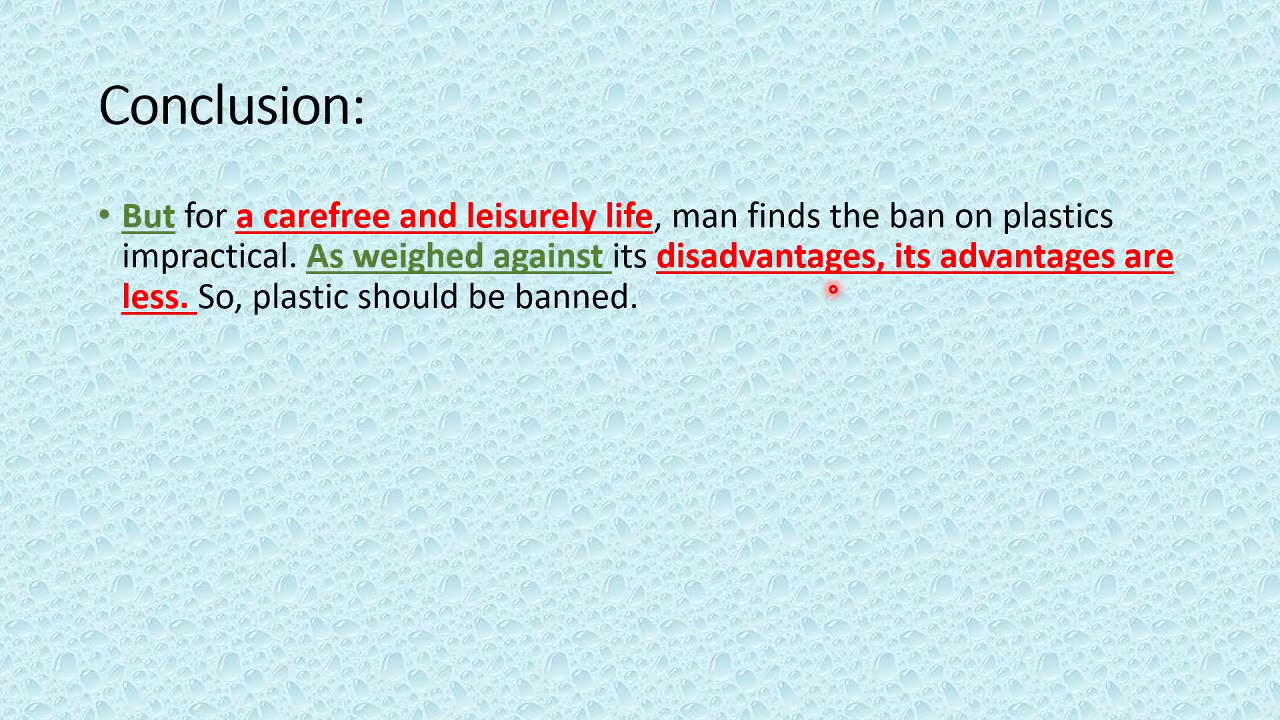 Conclusion:
• But for a carefree and leisurely life, man finds the ban on plastics
impractical. As weighed against its disadvantages, its advantages are
less. So, plastic should be banned.